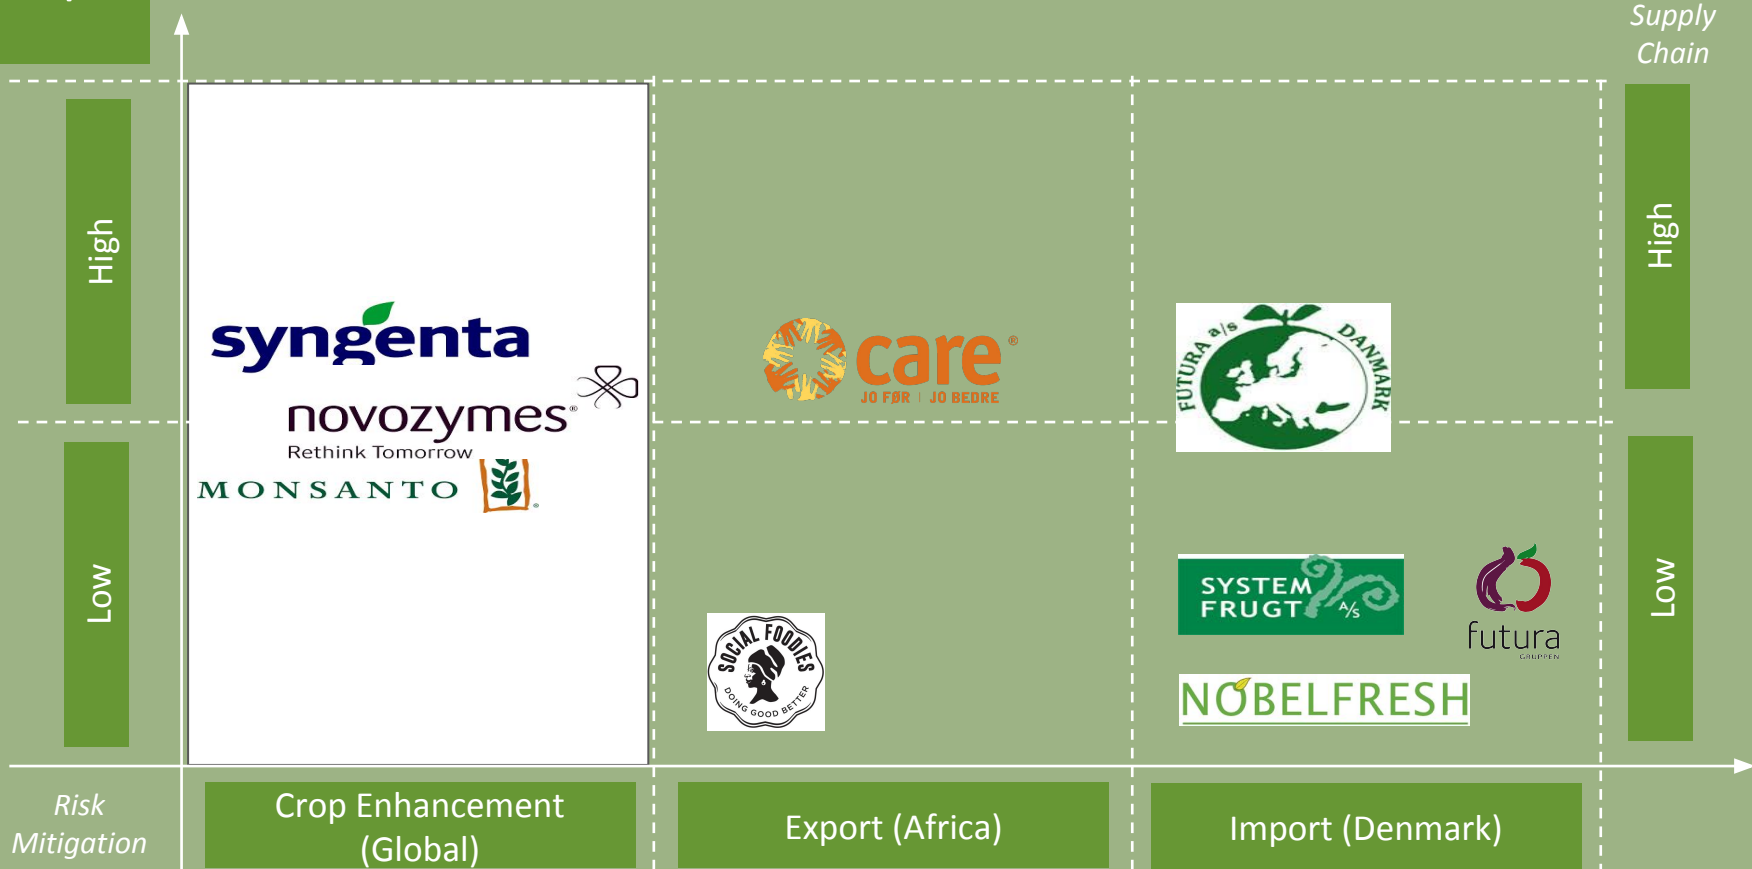 Supply
Chain
High
High
syngenta
novozymes®
Rethink Tomorrow
MONSANTO
care®
JO FØR | JO BEDRE
FUTURA a/s DANMARK
Low
Low
SOCIAL FOODIES
DOING GOOD BETTER
SYSTEM
FRUGT A/S
futura
GRUPPEN
NOBELFRESH
Risk
Mitigation
Crop Enhancement
(Global)
Export (Africa)
Import (Denmark)